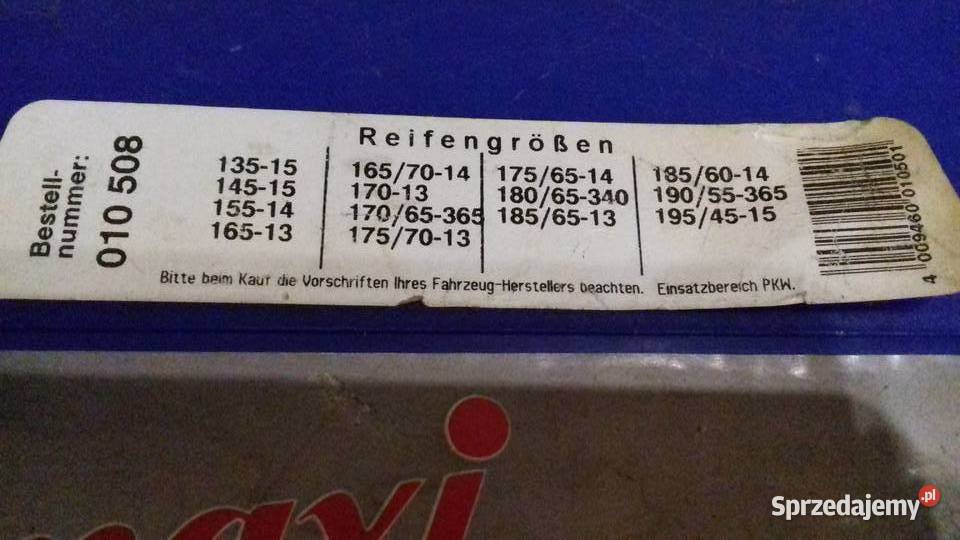 Bestell-
nummer:
010 508
Reifengrößen
135-15
145-15
155-14
165-13
165/70-14
170-13
170/65-365
175/70-13
175/65-14
180/65-340
185/65-13
185/60-14
190/55-365
195/45-15
Bitte beim Kauf die Vorschriften Ihres Fahrzeug-Herstellers beachten. Einsatzbereich PKW.
4 009460 010501
maxi
Sprzedajemy.pl